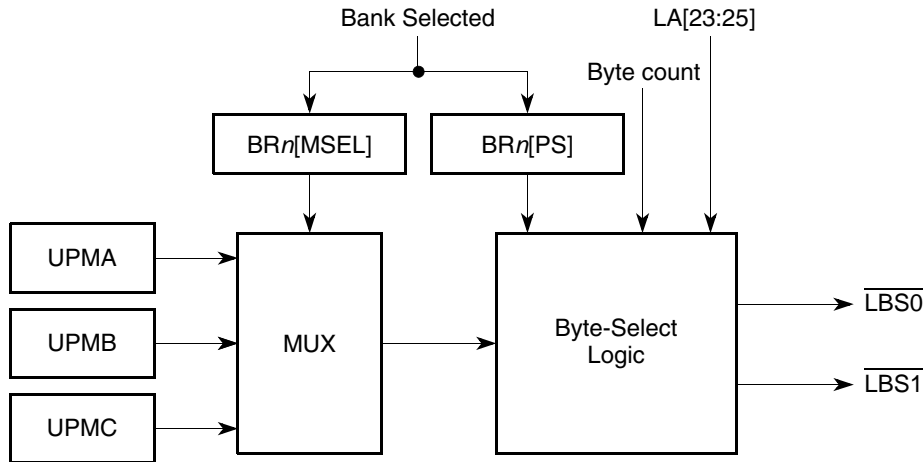 Bank Selected
LA[23:25]
Byte count
BRn[MSEL]
BRn[PS]
UPMA
UPMB
UPMC
MUX
Byte-Select
Logic
LBS0
LBS1